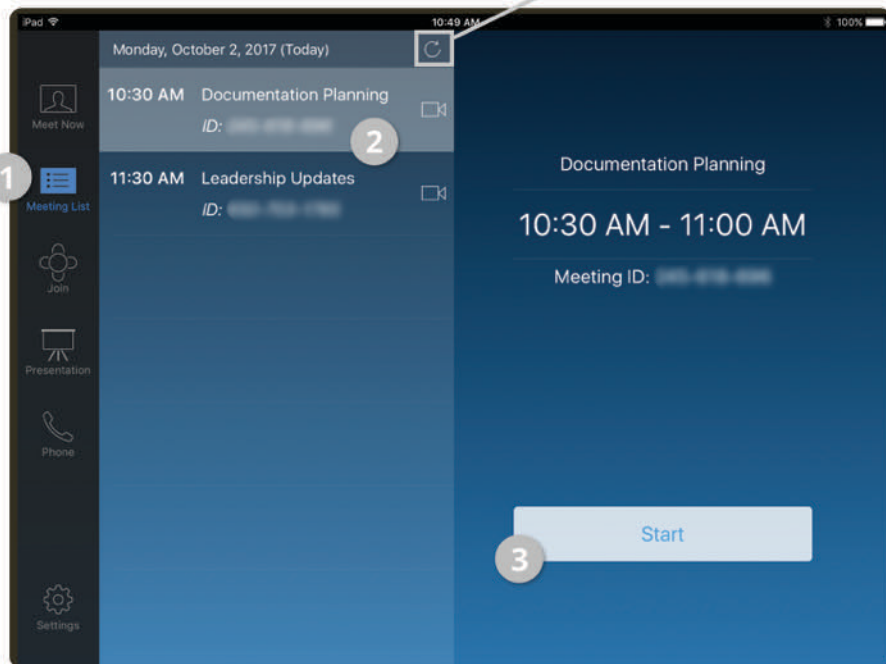 iPad 10:49 AM 100%
Monday, October 2, 2017 (Today)
Meet Now
1
Meeting List
Join
Presentation
Phone
Settings
10:30 AM Documentation Planning
ID:
2
11:30 AM Leadership Updates
ID:
Documentation Planning
10:30 AM - 11:00 AM
Meeting ID:
Start
3